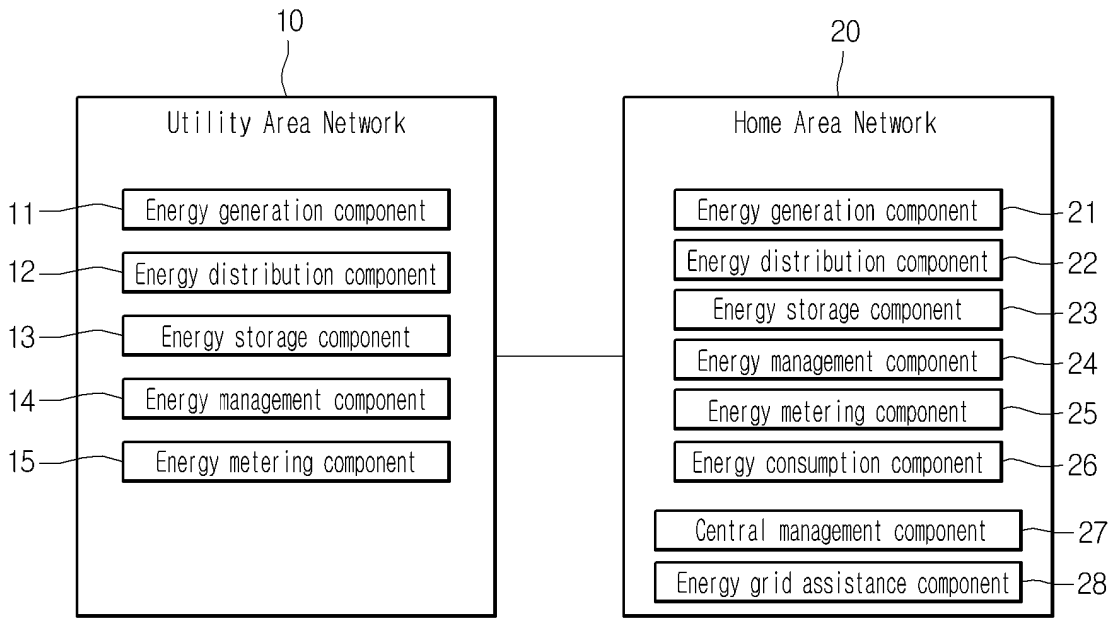 10
Utility Area Network
11
Energy generation component
12
Energy distribution component
13
Energy storage component
14
Energy management component
15
Energy metering component
20
Home Area Network
Energy generation component
21
Energy distribution component
22
Energy storage component
23
Energy management component
24
Energy metering component
25
Energy consumption component
26
Central management component
27
Energy grid assistance component
28